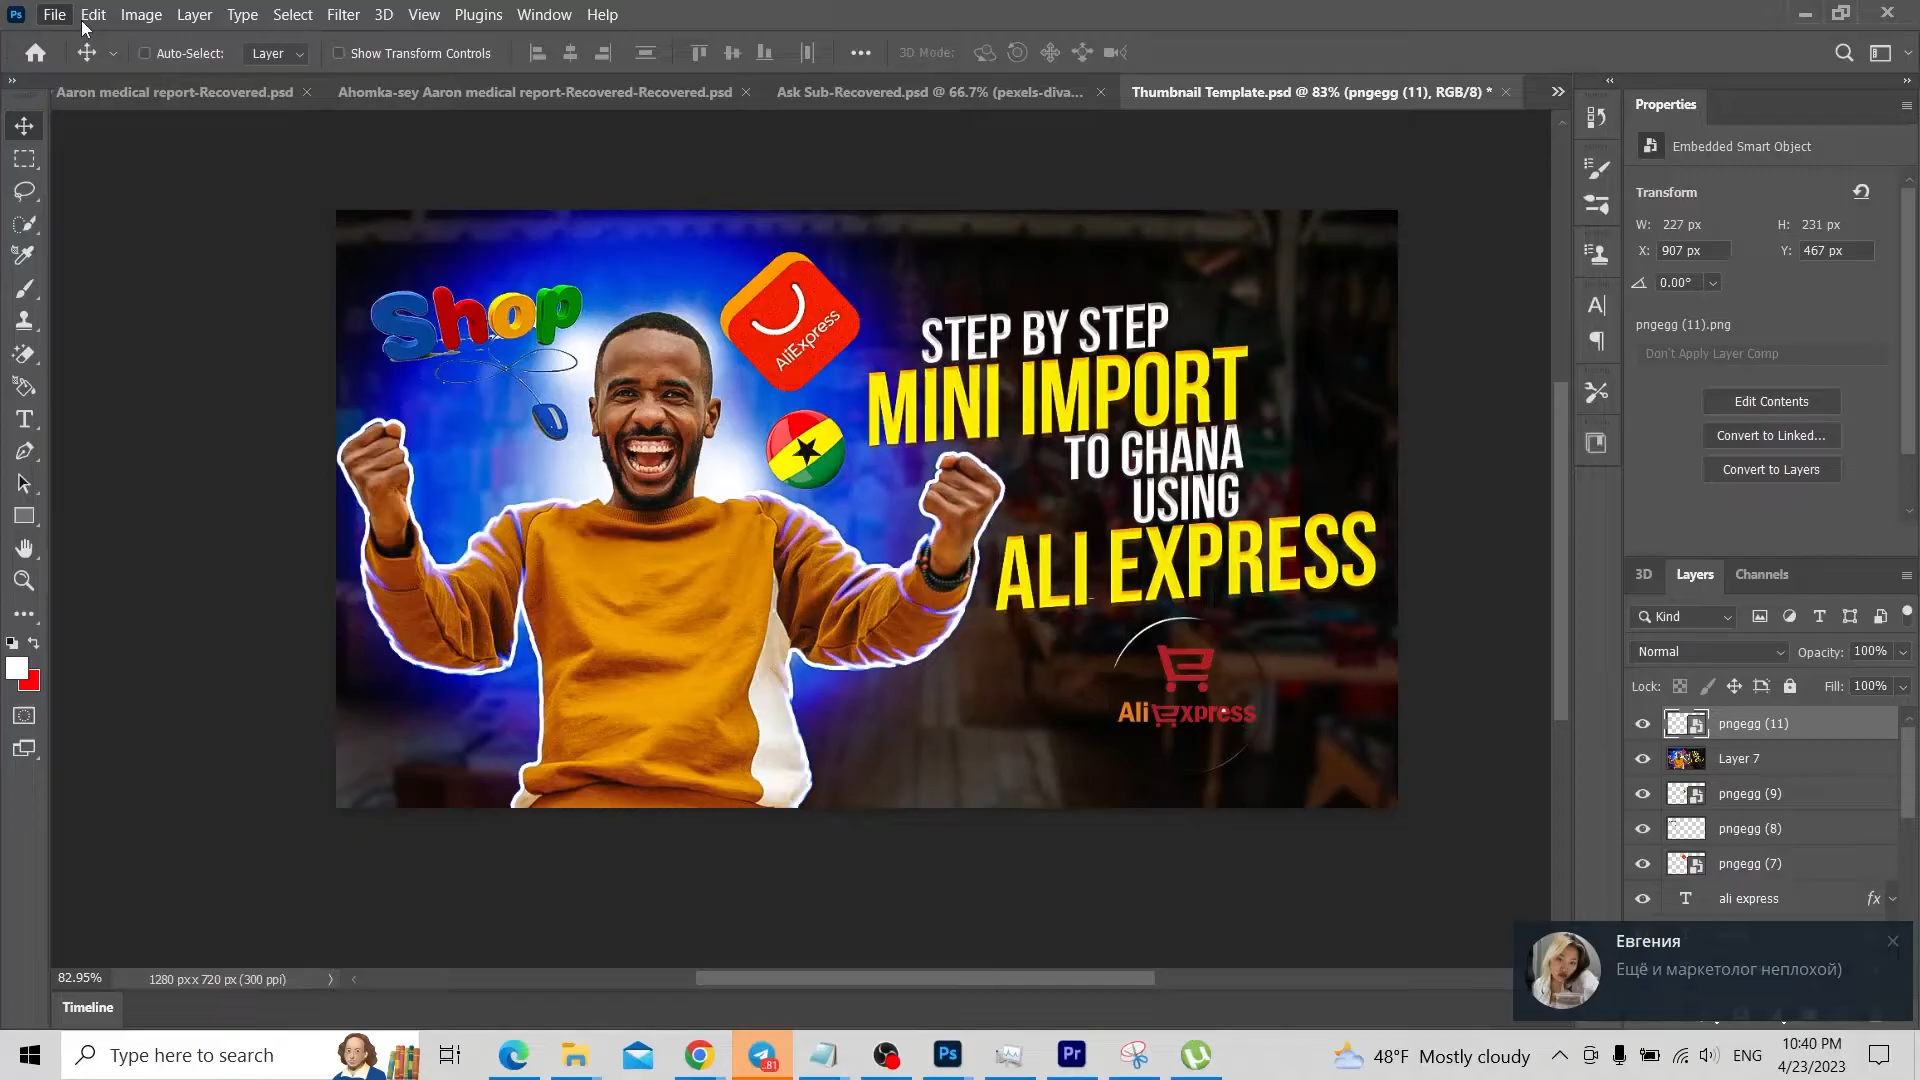 Ps File Edit Image Layer Type Select Filter 3D View Plugins Window Help
Auto-Select: Layer Show Transform Controls 3D Mode:
Aaron medical report-Recovered.psd Ahomka-sey Aaron medical report-Recovered-Recovered.psd Ask Sub-Recovered.psd @ 66.7% (pexels-diva... Thumbnail Template.psd @ 83% (pngegg (11), RGB/8) *
Properties
Embedded Smart Object
Transform
W: 227 px H: 231 px
X: 907 px Y: 467 px
0.00°
pngegg (11).png
Don't Apply Layer Comp
Edit Contents
Convert to Linked...
Convert to Layers
Shop
AliExpress
STEP BY STEP
MINI IMPORT
TO GHANA
USING
ALI EXPRESS
AliExpress
3D Layers Channels
Kind
Normal Opacity: 100%
Lock: Fill: 100%
pngegg (11)
Layer 7
pngegg (9)
pngegg (8)
pngegg (7)
T ali express fx
Евгения
Ещё и маркетолог неплохой)
82.95% 1280 px x 720 px (300 ppi)
Timeline
Type here to search
81
Ps
Pr
48°F Mostly cloudy
ENG
10:40 PM
4/23/2023